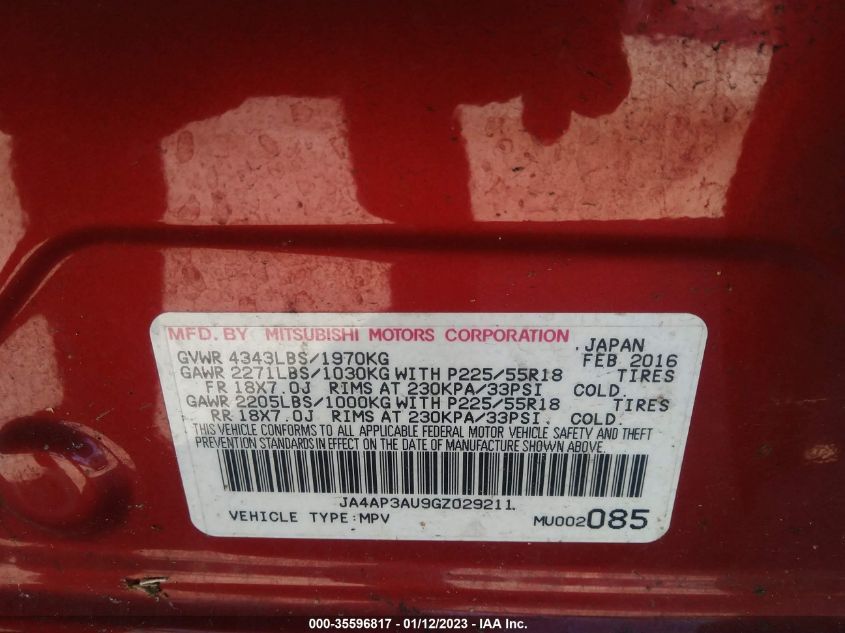 MFD. BY MITSUBISHI MOTORS CORPORATION JAPAN
GVWR 4343LBS/1970KG FEB 2016
GAWR 2271LBS/1030KG WITH P225/55R18 TIRES
FR 18X7.0J RIMS AT 230KPA/33PSI COLD.
GAWR 2205LBS/1000KG WITH P225/55R18 TIRES
RR 18X7.0J RIMS AT 230KPA/33PSI COLD.
THIS VEHICLE CONFORMS TO ALL APPLICABLE FEDERAL MOTOR VEHICLE SAFETY AND THEFT
PREVENTION STANDARDS IN EFFECT ON THE DATE OF MANUFACTURE SHOWN ABOVE.
JA4AP3AU9GZ029211
VEHICLE TYPE:MPV MU002085
000-35596817 - 01/12/2023 - IAA Inc.